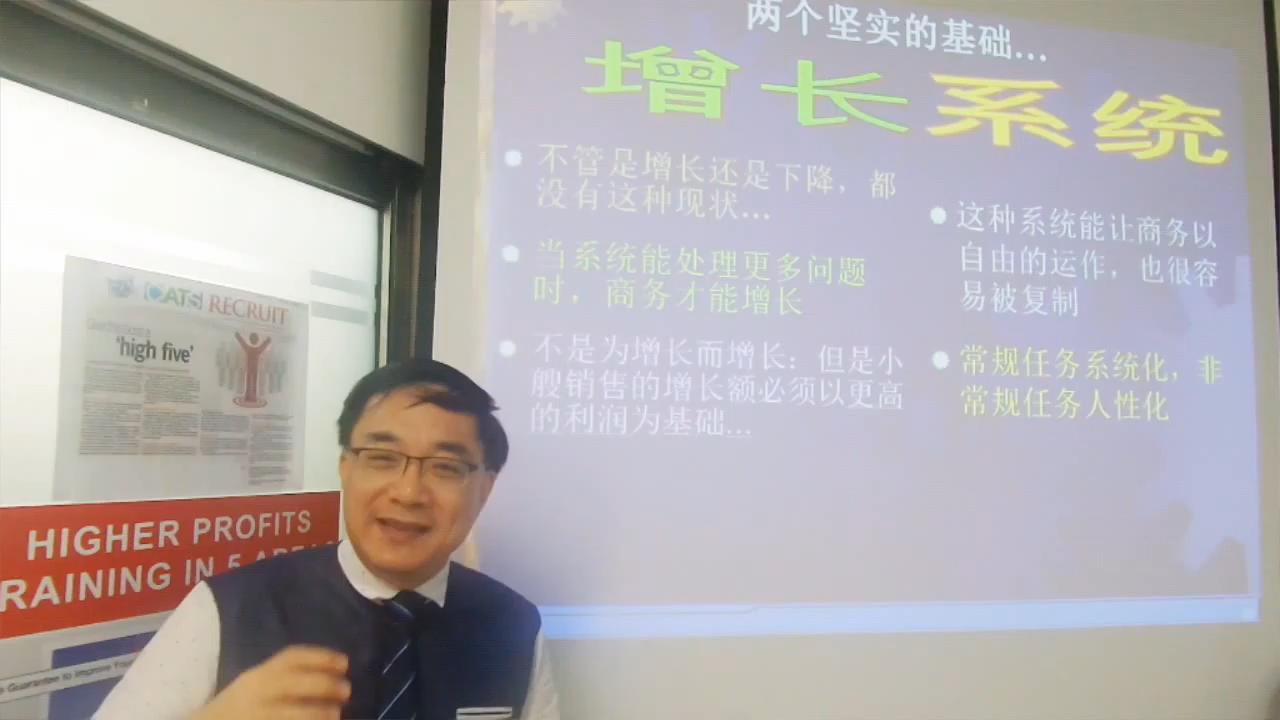 两个坚实的基础...
增长系统
不管是增长还是下降，都
没有这种现状...
当系统能处理更多问题
时，商务才能增长
不是为增长而增长：但是小
艘销售的增长额必须以更高
的利润为基础...
这种系统能让商务以
自由的运作，也很容
易被复制
常规任务系统化，非
常规任务人性化
CATS RECRUIT
'high five'
HIGHER PROFITS
RAINING IN 5
Guarantee to Improve Your